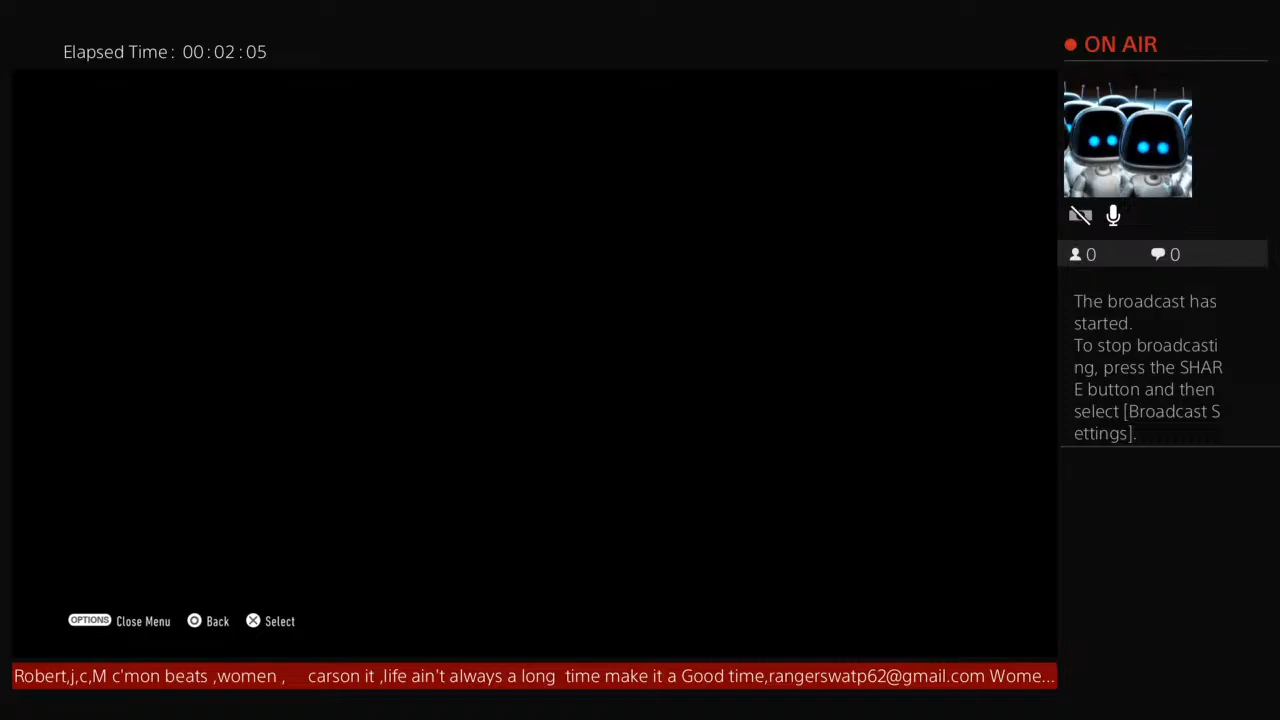 Elapsed Time: 00:02:05
ON AIR
0 0
The broadcast has
started.
To stop broadcasti
ng, press the SHAR
E button and then
select [Broadcast S
ettings].
OPTIONS Close Menu Back Select
Robert,j,c,M c'mon beats ,women , carson it ,life ain't always a long time make it a Good time,rangerswatp62@gmail.com Wome...